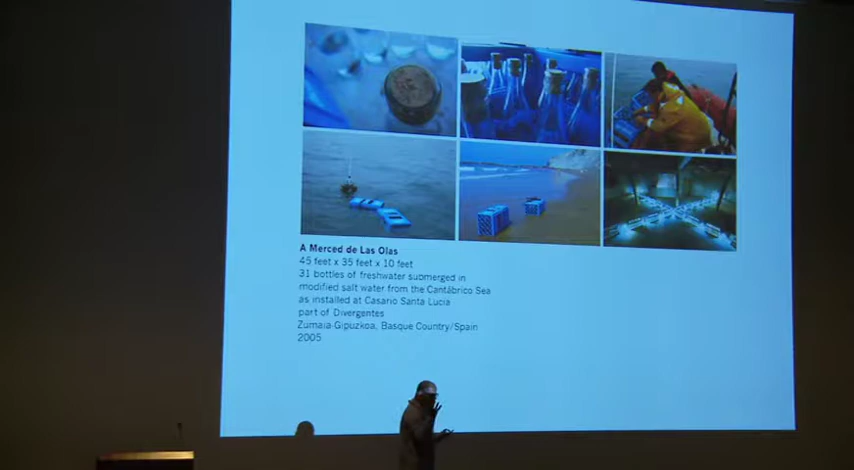 A Merced de Las Olas
45 feet x 35 feet x 10 feet
31 bottles of freshwater submerged in
modified salt water from the Cantábrico Sea
as installed at Casario Santa Lucia
part of Divergentes
Zumaia-Gipuzkoa, Basque Country/Spain
2005